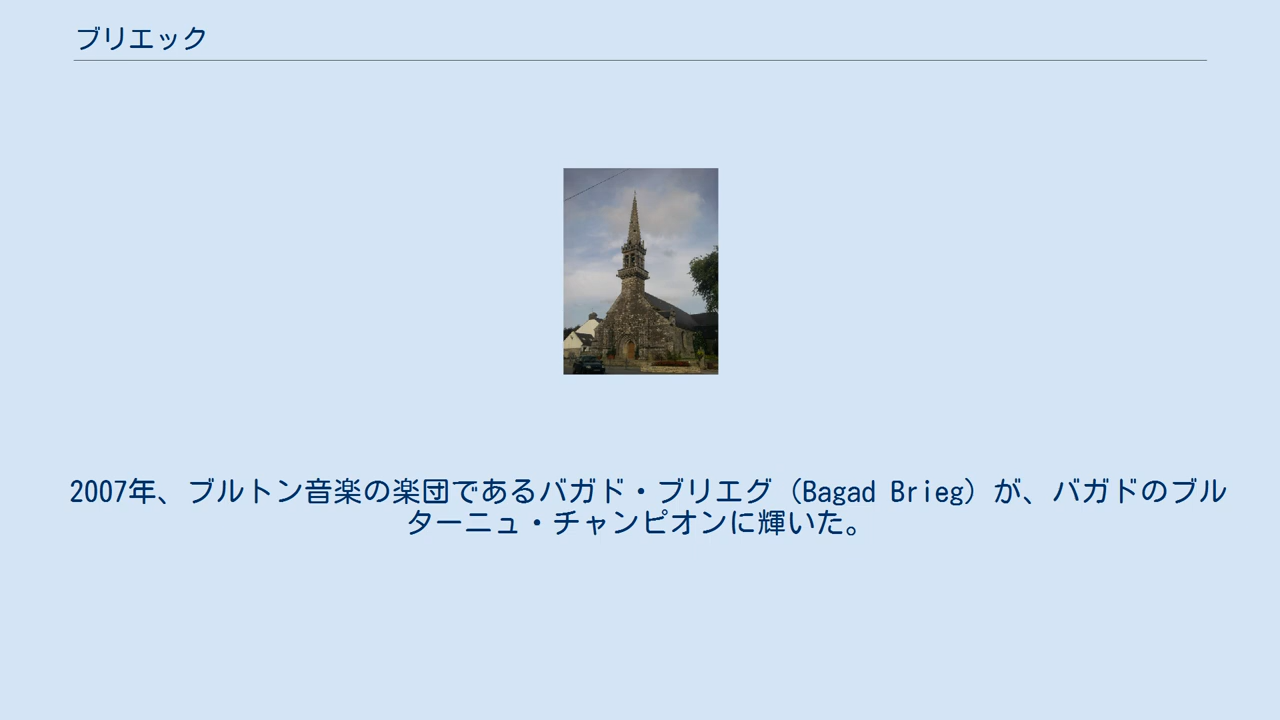 ブリエック
2007年、ブルトン音楽の楽団であるバガド・ブリエグ（Bagad Brieg）が、バガドのブル
ターニュ・チャンピオンに輝いた。